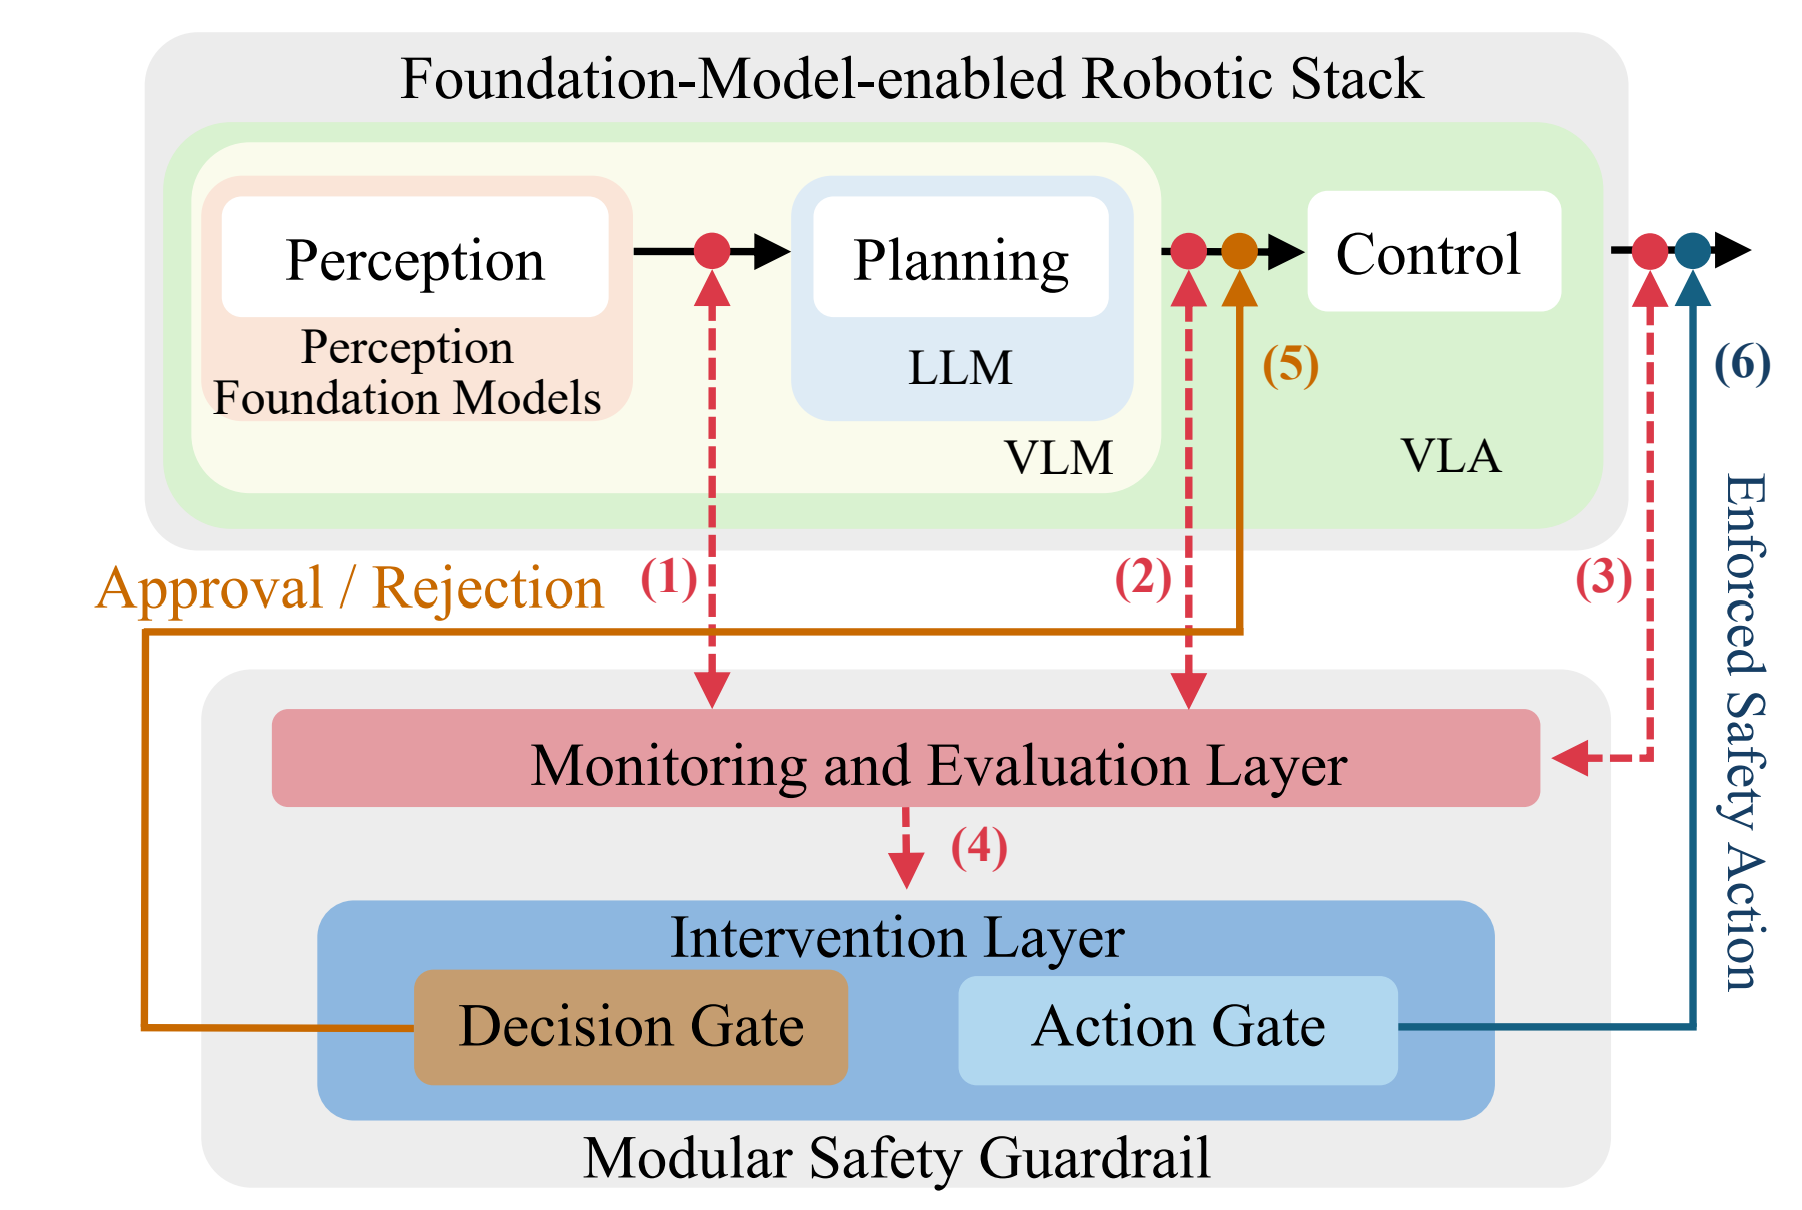 Foundation-Model-enabled Robotic Stack
Perception
Planning
Control
Perception
Foundation Models
LLM
VLM
VLA
(5)
(6)
Approval / Rejection
(1)
(2)
(3)
Enforced Safety Action
Monitoring and Evaluation Layer
(4)
Intervention Layer
Decision Gate
Action Gate
Modular Safety Guardrail